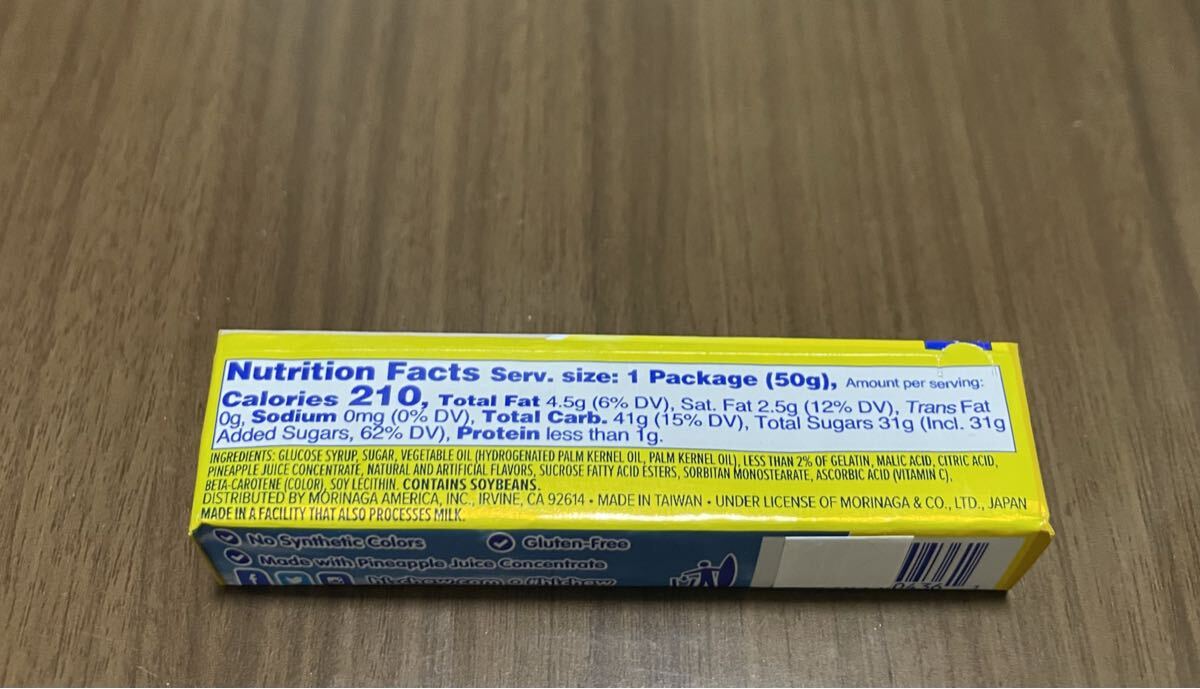 Nutrition Facts Serv. size: 1 Package (50g), Amount per serving:
Calories 210, Total Fat 4.5g (6% DV), Sat. Fat 2.5g (12% DV), Trans Fat
0g, Sodium 0mg (0% DV), Total Carb. 41g (15% DV), Total Sugars 31g (Incl. 31g
Added Sugars, 62% DV), Protein less than 1g.
INGREDIENTS: GLUCOSE SYRUP, SUGAR, VEGETABLE OIL (HYDROGENATED PALM KERNEL OIL, PALM KERNEL OIL), LESS THAN 2% OF GELATIN, MALIC ACID, CITRIC ACID,
PINEAPPLE JUICE CONCENTRATE, NATURAL AND ARTIFICIAL FLAVORS, SUCROSE FATTY ACID ESTERS, SORBITAN MONOSTEARATE, ASCORBIC ACID (VITAMIN C),
BETA-CAROTENE (COLOR), SOY LECITHIN. CONTAINS SOYBEANS.
DISTRIBUTED BY MORINAGA AMERICA, INC., IRVINE, CA 92614 • MADE IN TAIWAN • UNDER LICENSE OF MORINAGA & CO., LTD., JAPAN
MADE IN A FACILITY THAT ALSO PROCESSES MILK.
No Synthetic Colors
Gluten-Free
Made with Pineapple Juice Concentrate